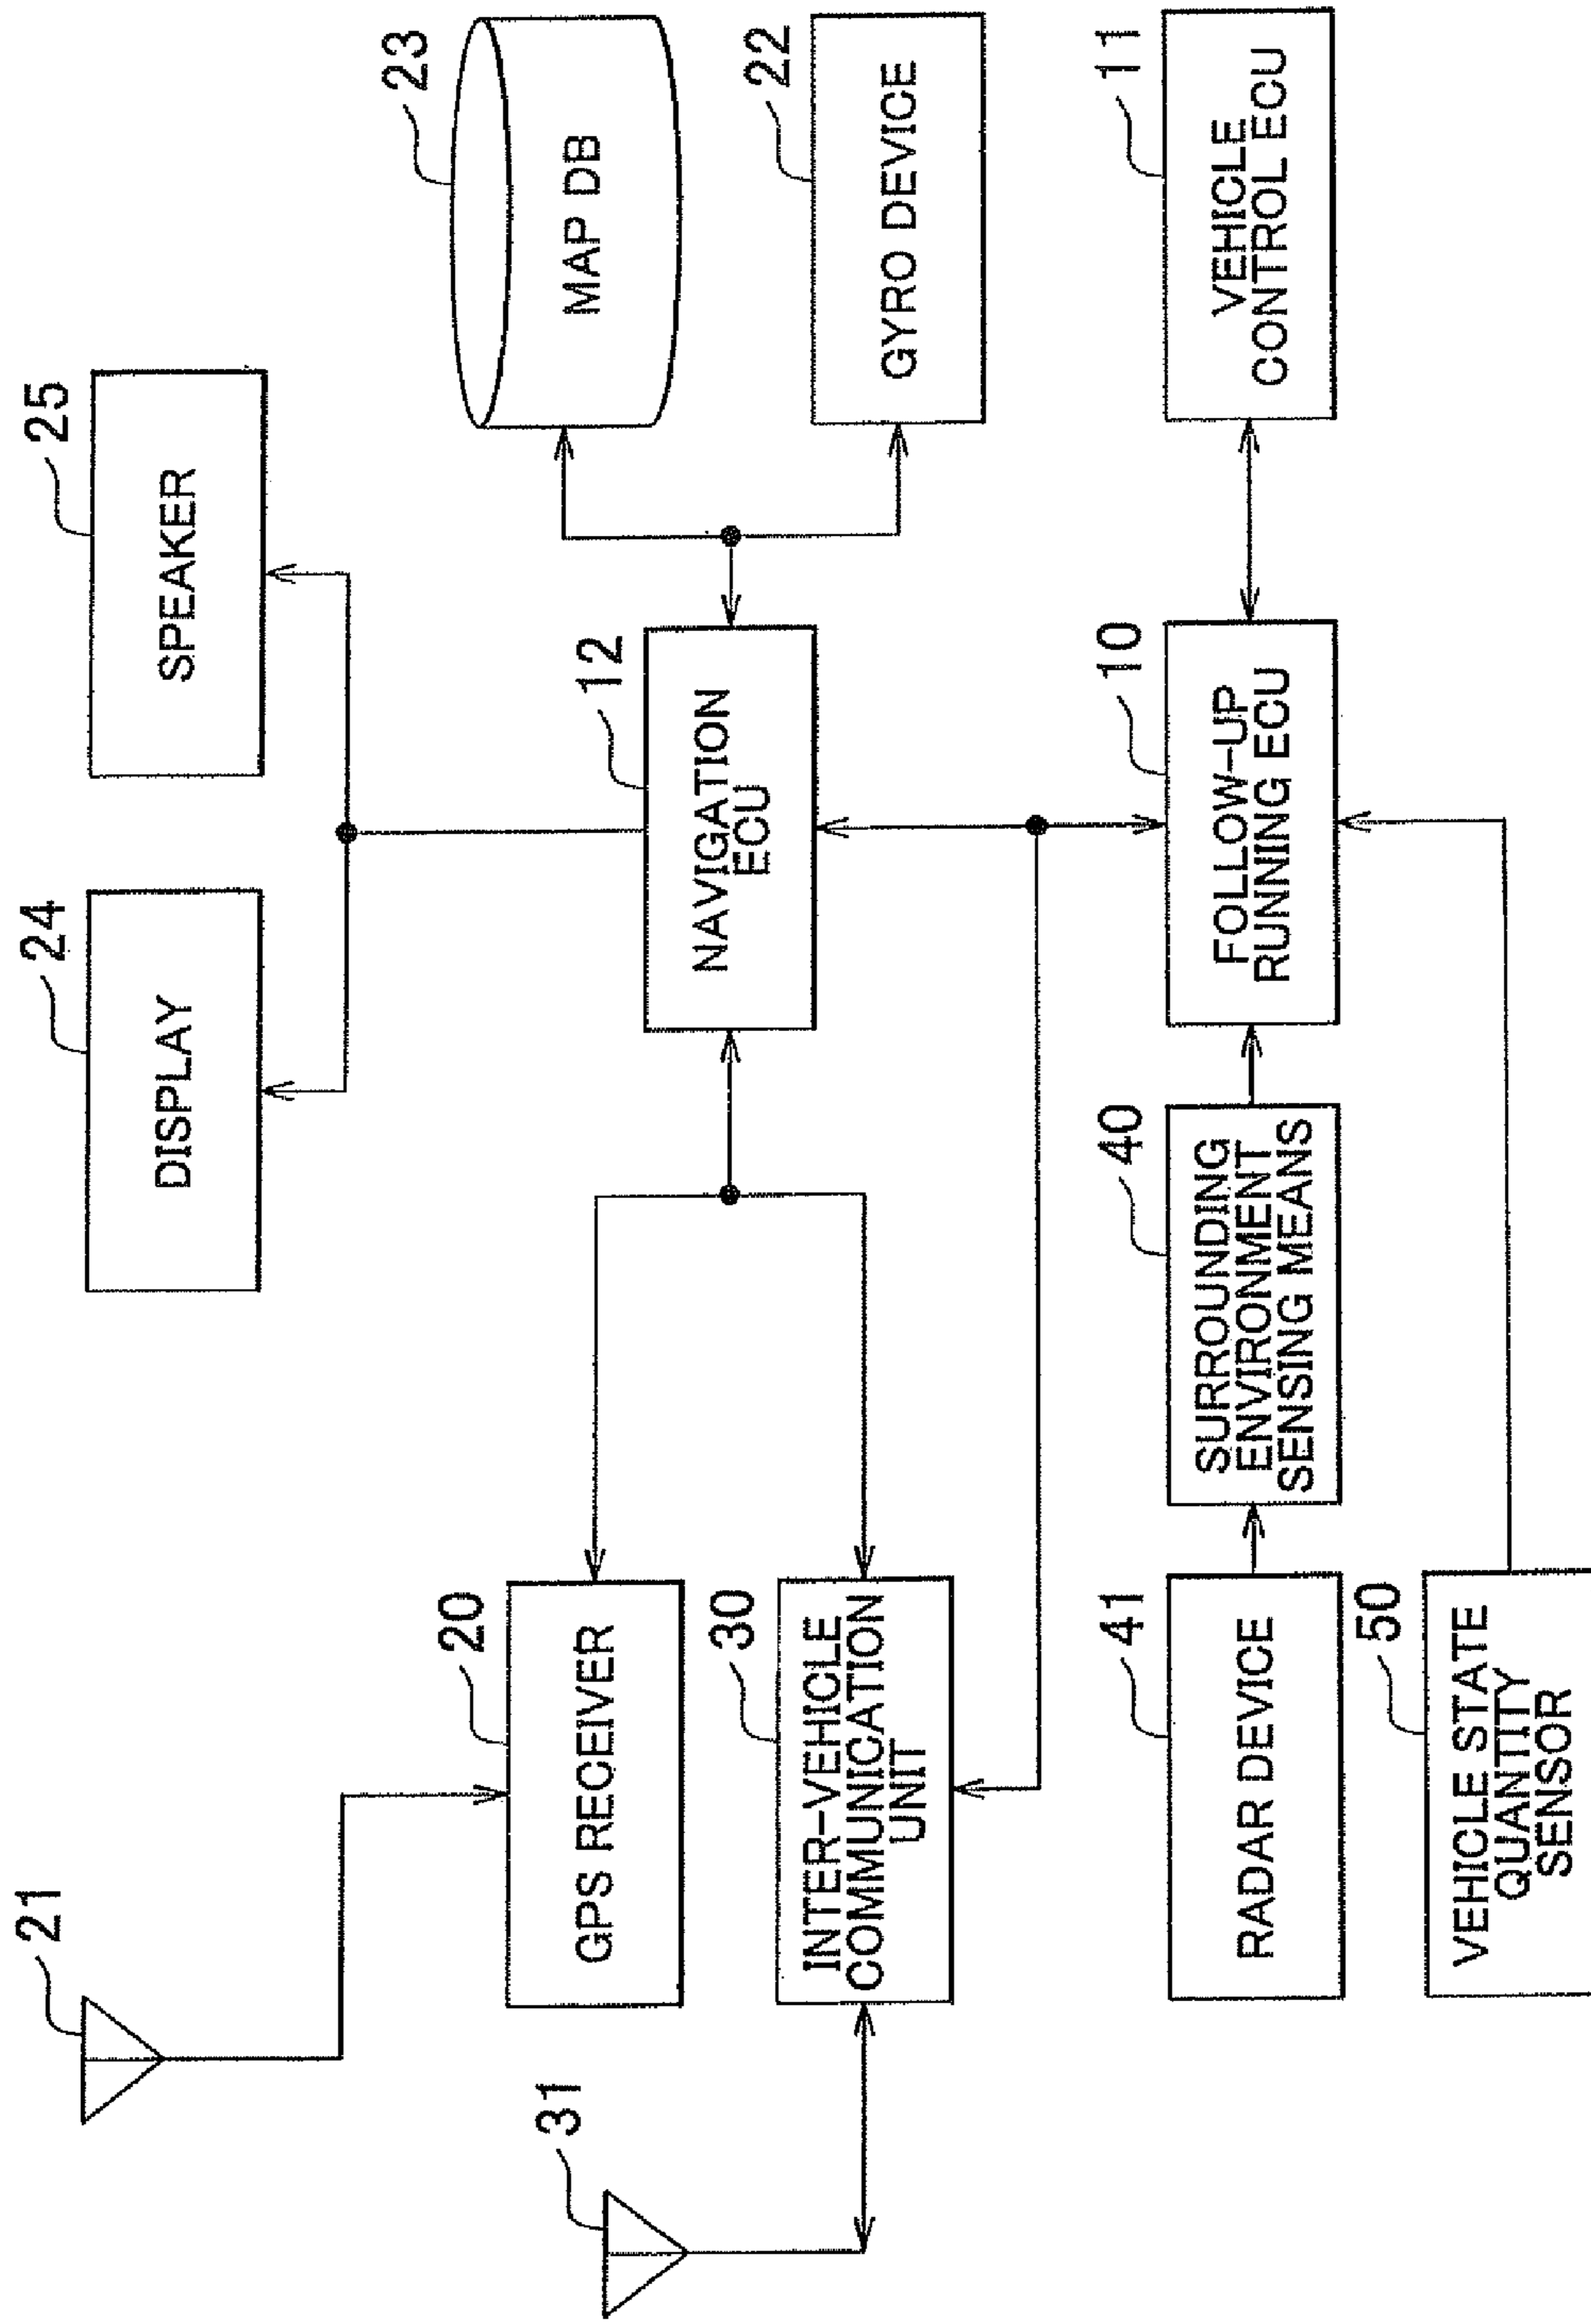 21
24
DISPLAY
25
SPEAKER
31
20
GPS RECEIVER
12
NAVIGATION
ECU
23
MAP DB
30
INTER-VEHICLE
COMMUNICATION
UNIT
22
GYRO DEVICE
41
RADAR DEVICE
40
SURROUNDING
ENVIRONMENT
SENSING MEANS
10
FOLLOW-UP
RUNNING ECU
11
VEHICLE
CONTROL ECU
50
VEHICLE STATE
QUANTITY
SENSOR